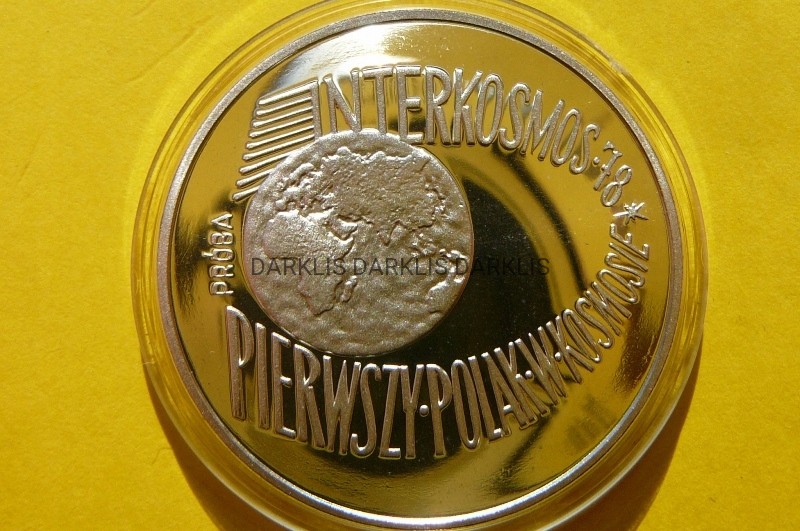 INTERKOSMOS·78
PRÓBA
DARKLIS DARKLIS DARKLIS
PIERWSZY·POLAK·W·KOSMOSIE